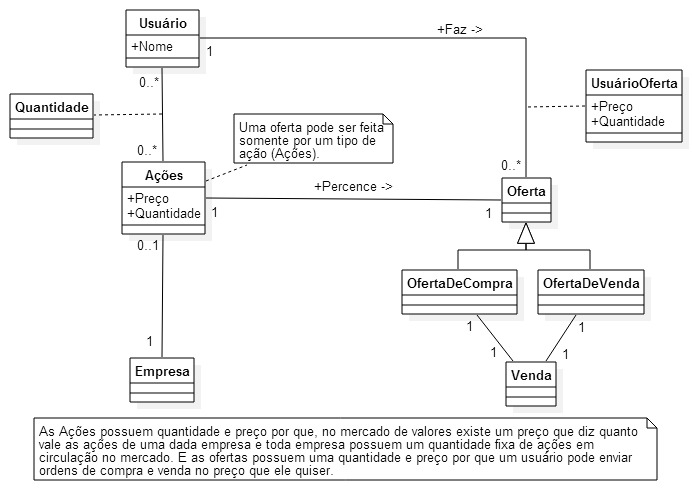 Usuário
+Nome
+Faz ->
1
0..*
Quantidade
UsuárioOferta
+Preço
+Quantidade
Uma oferta pode ser feita
somente por um tipo de
ação (Ações).
0..*
0..*
Ações
+Preço
+Quantidade
+Percence ->
Oferta
1
1
0..1
OfertaDeCompra
OfertaDeVenda
1
1
1
1
1
Empresa
Venda
As Ações possuem quantidade e preço por que, no mercado de valores existe um preço que diz quanto
vale as ações de uma dada empresa e toda empresa possuem um quantidade fixa de ações em
circulação no mercado. E as ofertas possuem uma quantidade e preço por que um usuário pode enviar
ordens de compra e venda no preço que ele quiser.